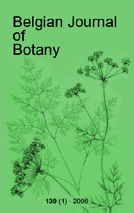 Belgian Journal
of
Botany
139 (1) - 2006